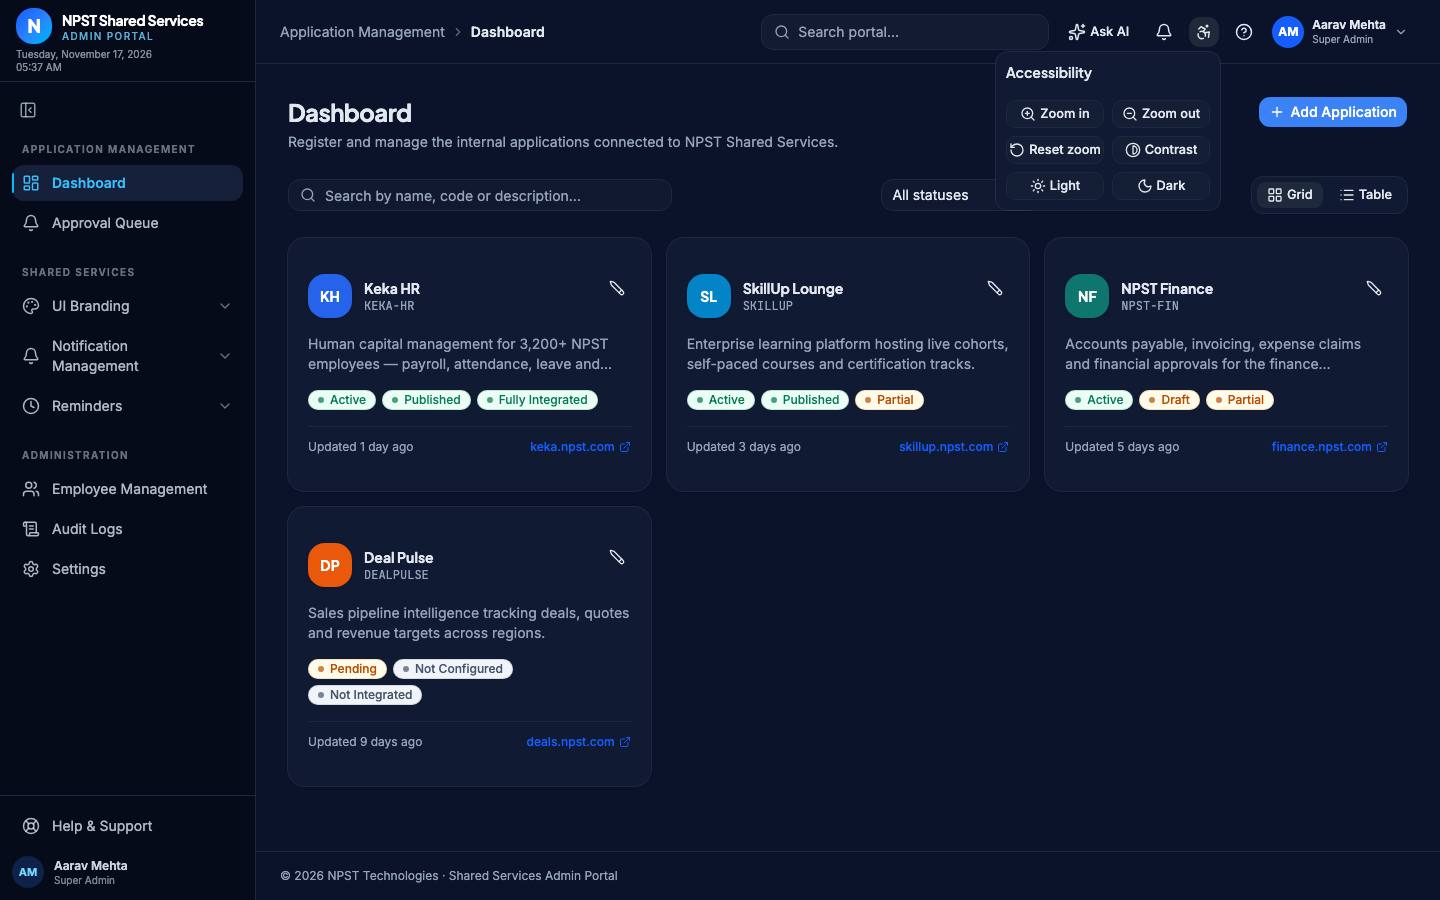 N
NPST Shared Services
ADMIN PORTAL
Tuesday, November 17, 2026
05:37 AM
APPLICATION MANAGEMENT
Dashboard
Approval Queue
SHARED SERVICES
UI Branding
Notification
Management
Reminders
ADMINISTRATION
Employee Management
Audit Logs
Settings
Help & Support
AM
Aarav Mehta
Super Admin
Application Management
Dashboard
Search portal...
Ask AI
AM
Aarav Mehta
Super Admin
Accessibility
Zoom in
Zoom out
Reset zoom
Contrast
Light
Dark
Dashboard
Register and manage the internal applications connected to NPST Shared Services.
+ Add Application
Search by name, code or description...
All statuses
Grid
Table
KH
Keka HR
KEKA-HR
Human capital management for 3,200+ NPST
employees — payroll, attendance, leave and...
Active
Published
Fully Integrated
Updated 1 day ago
keka.npst.com
SL
SkillUp Lounge
SKILLUP
Enterprise learning platform hosting live cohorts,
self-paced courses and certification tracks.
Active
Published
Partial
Updated 3 days ago
skillup.npst.com
NF
NPST Finance
NPST-FIN
Accounts payable, invoicing, expense claims
and financial approvals for the finance...
Active
Draft
Partial
Updated 5 days ago
finance.npst.com
DP
Deal Pulse
DEALPULSE
Sales pipeline intelligence tracking deals, quotes
and revenue targets across regions.
Pending
Not Configured
Not Integrated
Updated 9 days ago
deals.npst.com
© 2026 NPST Technologies · Shared Services Admin Portal